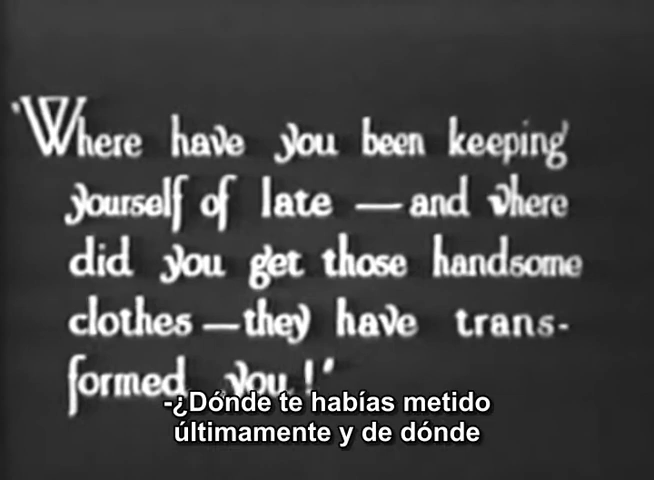 'Where have you been keeping
yourself of late — and where
did you get those handsome
clothes — they have trans-
formed you!'
-¿Dónde te habías metido
últimamente y de dónde